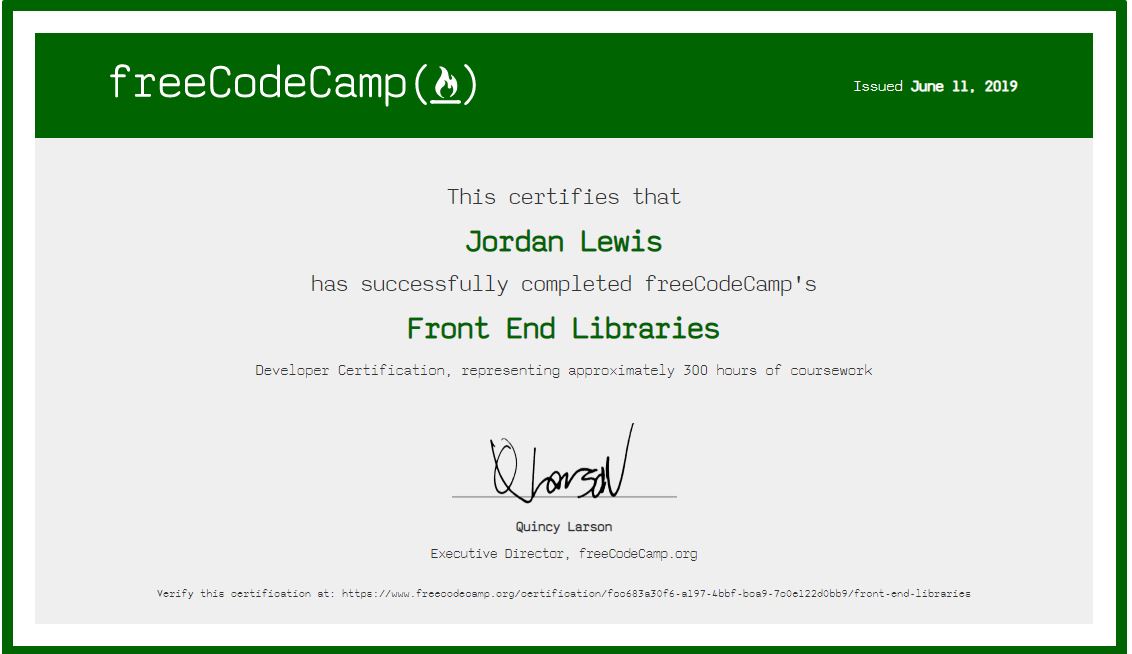 freeCodeCamp(🔥)
Issued June 11, 2019
This certifies that
Jordan Lewis
has successfully completed freeCodeCamp's
Front End Libraries
Developer Certification, representing approximately 300 hours of coursework
Q Larson
Quincy Larson
Executive Director, freeCodeCamp.org
Verify this certification at: https://www.freecodecamp.org/certification/fcc683a30f6-a197-4bbf-bca9-7c0e122d0bb9/front-end-libraries